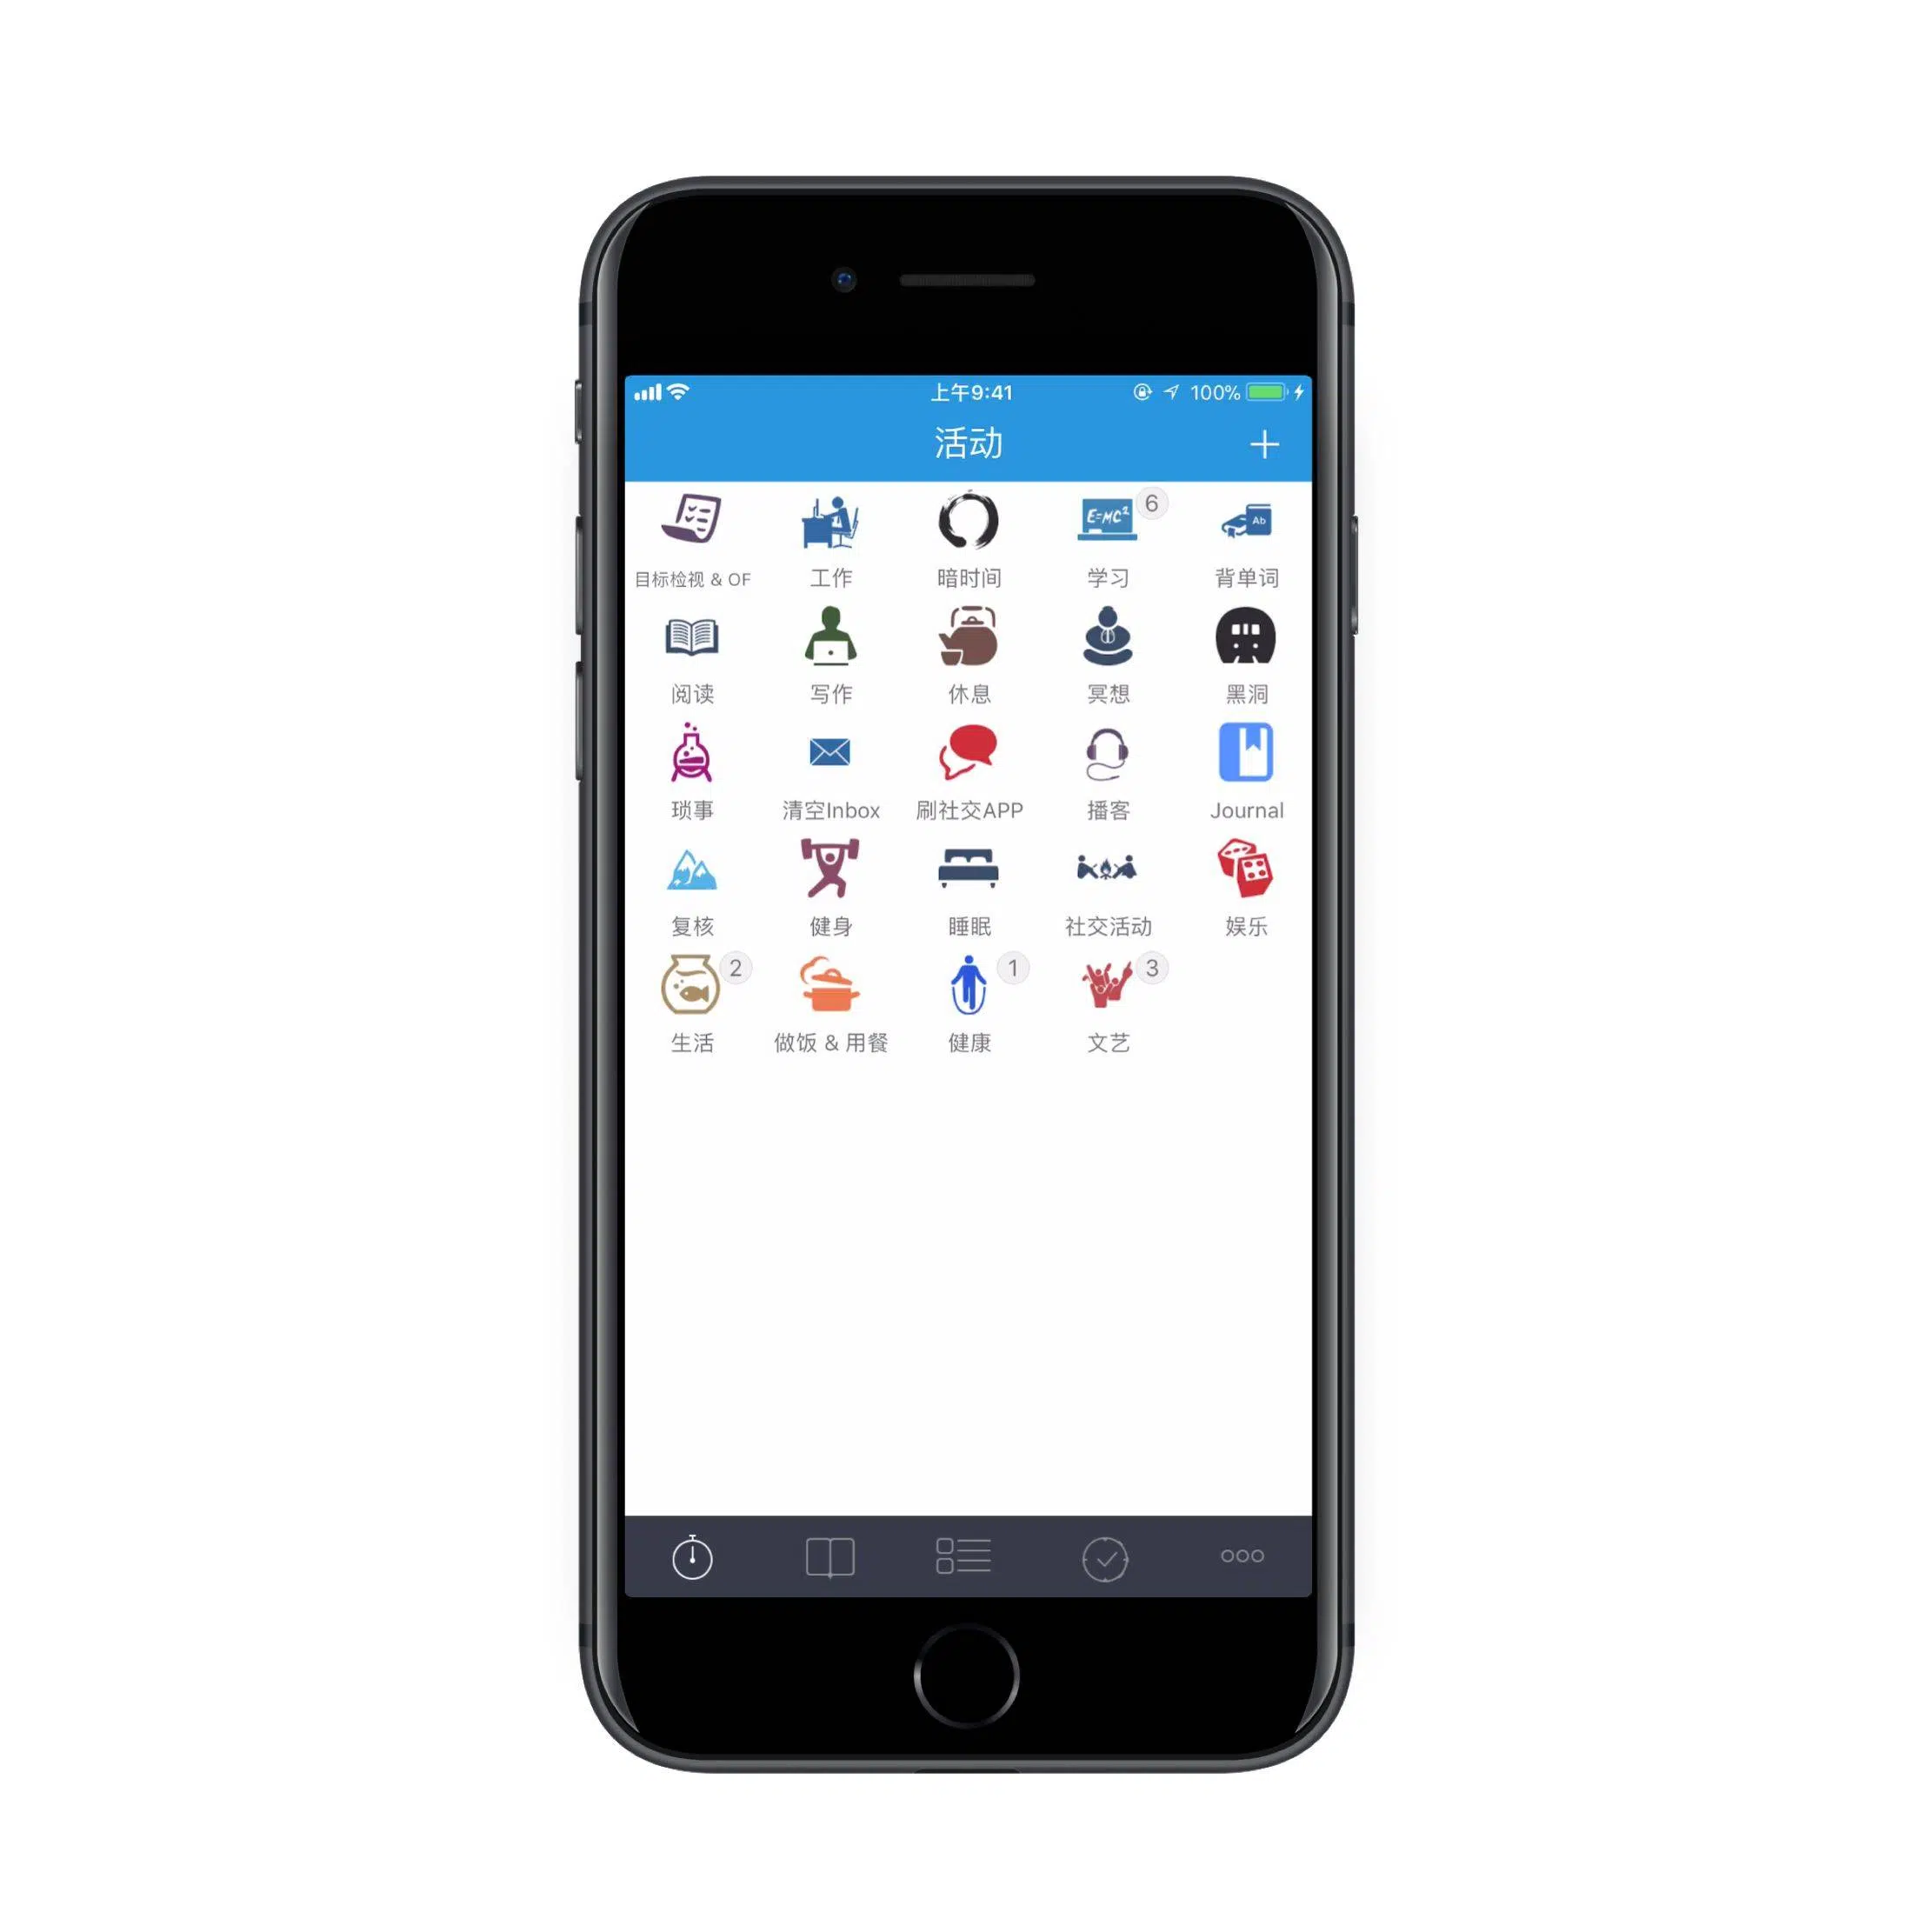 上午9:41 100%
活动
E=MC² 6 Ab
目标检视 & OF 工作 暗时间 学习 背单词
阅读 写作 休息 冥想 黑洞
琐事 清空Inbox 刷社交APP 播客 Journal
复核 健身 睡眠 社交活动 娱乐
2 1 3
生活 做饭 & 用餐 健康 文艺